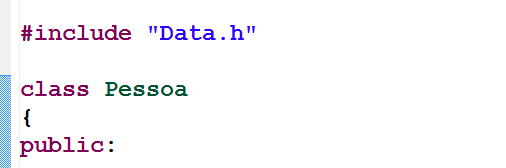 #include "Data.h"
class Pessoa
{
public: